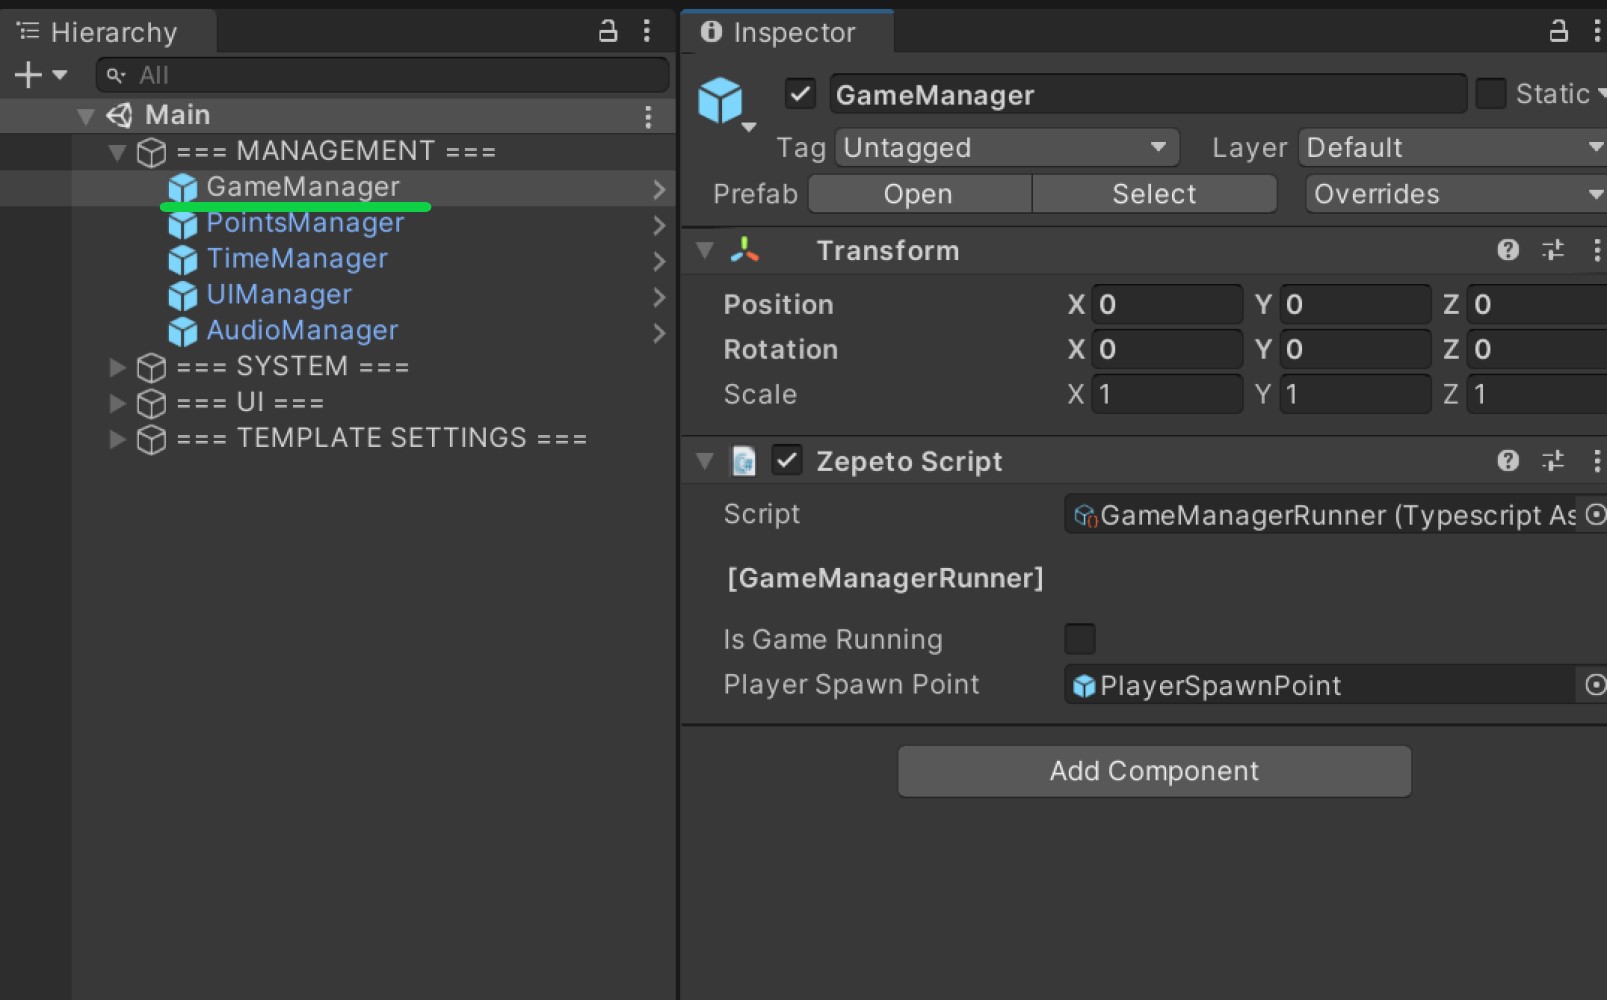 Hierarchy
All
Main
=== MANAGEMENT ===
GameManager
PointsManager
TimeManager
UIManager
AudioManager
=== SYSTEM ===
=== UI ===
=== TEMPLATE SETTINGS ===
Inspector
GameManager Static
Tag Untagged Layer Default
Prefab Open Select Overrides
Transform
Position X 0 Y 0 Z 0
Rotation X 0 Y 0 Z 0
Scale X 1 Y 1 Z 1
Zepeto Script
Script GameManagerRunner (Typescript As
[GameManagerRunner]
Is Game Running
Player Spawn Point PlayerSpawnPoint
Add Component